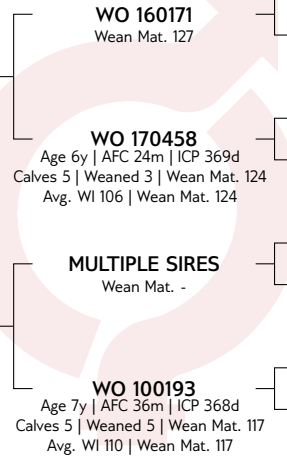 WO 160171
Wean Mat. 127
WO 170458
Age 6y | AFC 24m | ICP 369d
Calves 5 | Weaned 3 | Wean Mat. 124
Avg. WI 106 | Wean Mat. 124
MULTIPLE SIRES
Wean Mat. -
WO 100193
Age 7y | AFC 36m | ICP 368d
Calves 5 | Weaned 5 | Wean Mat. 117
Avg. WI 110 | Wean Mat. 117